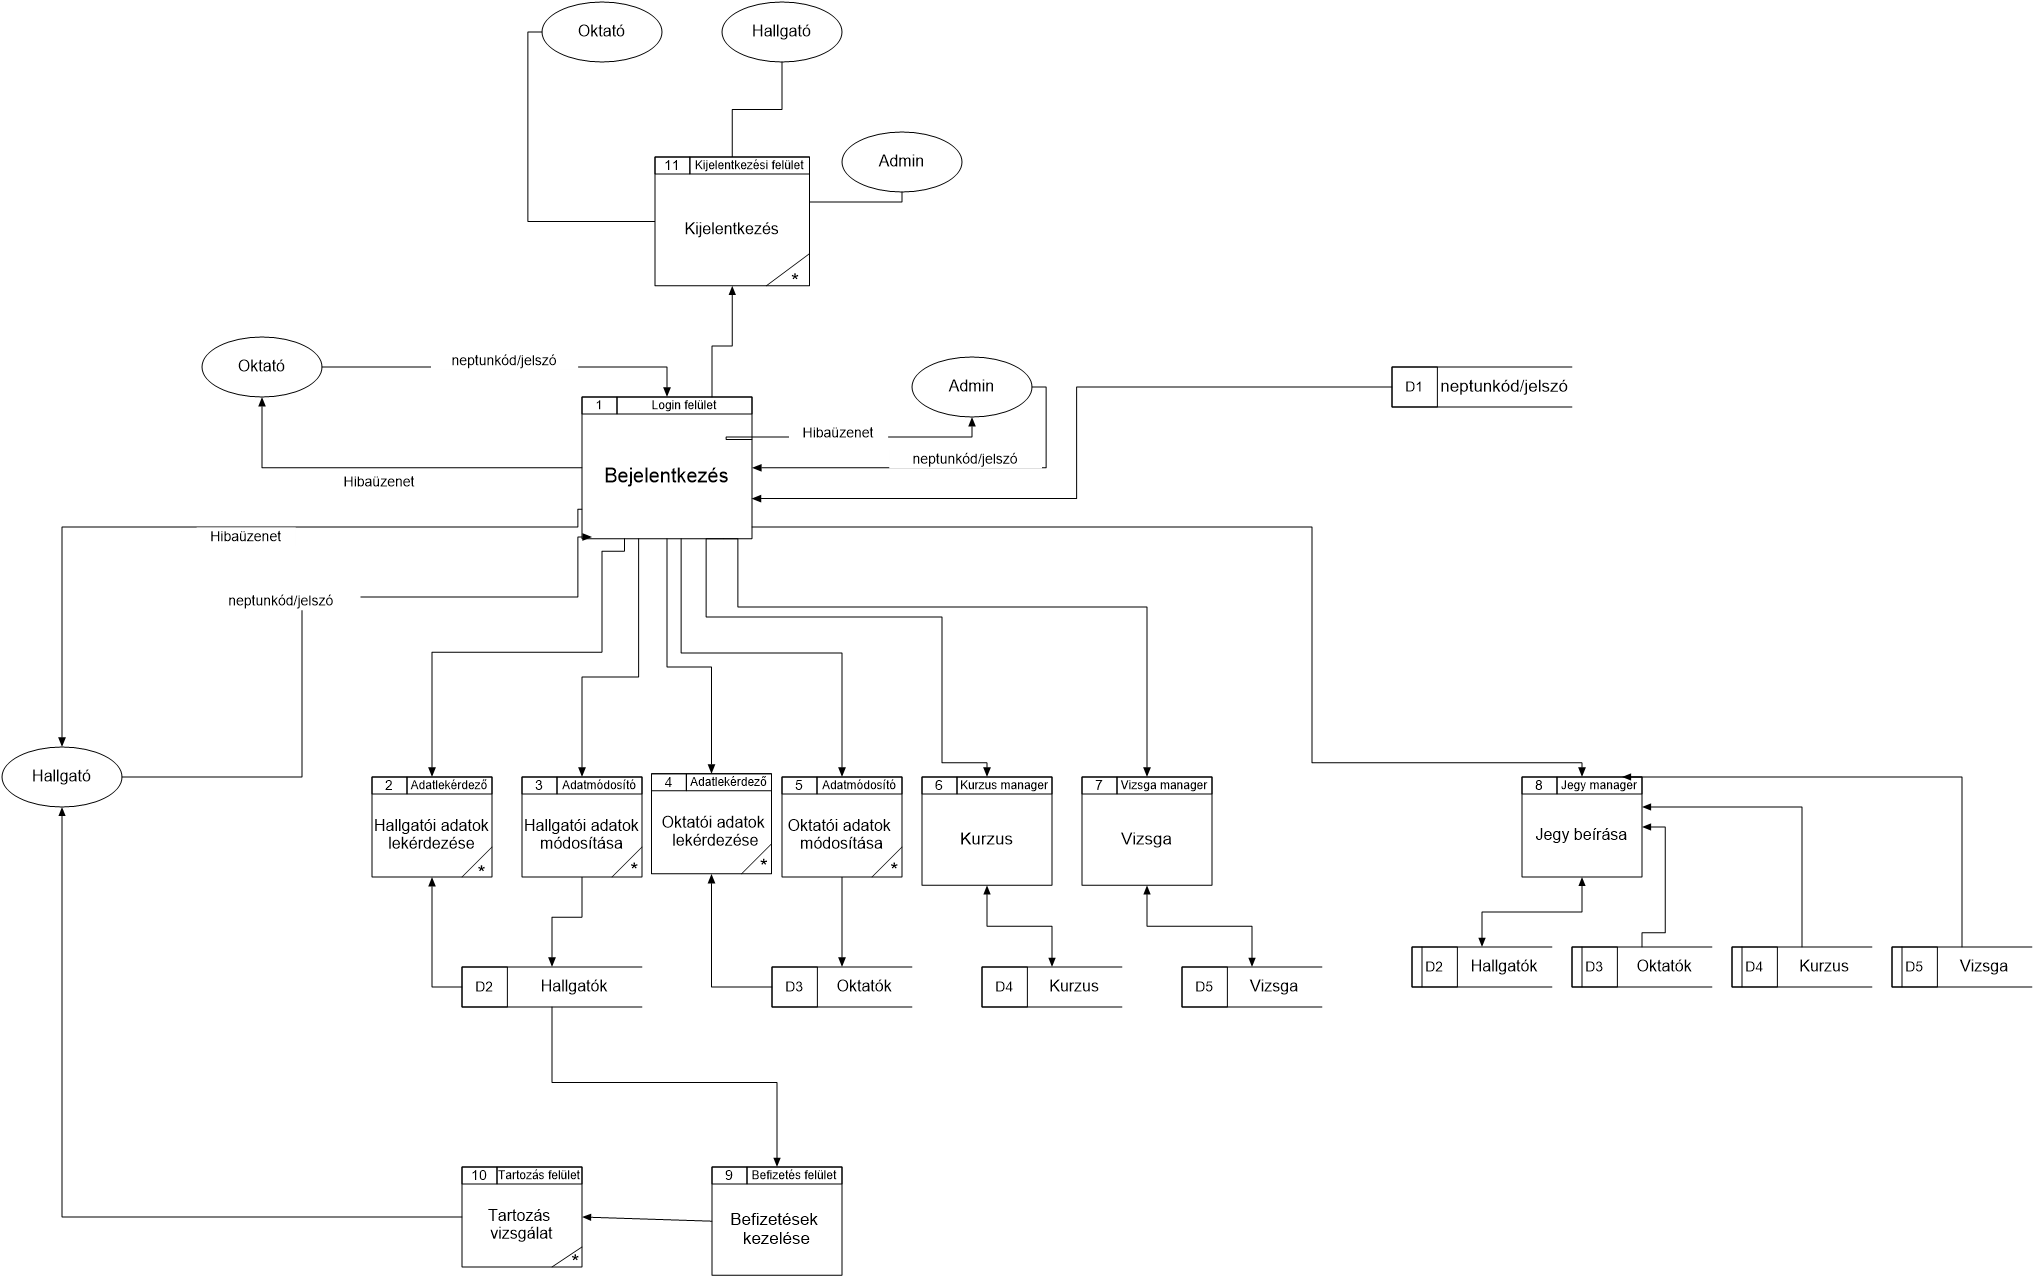 Oktató
Hallgató
Admin
11 Kijelentkezési felület
Kijelentkezés
*
Oktató
neptunkód/jelszó
Admin
D1 neptunkód/jelszó
1 Login felület
Hibaüzenet
neptunkód/jelszó
Bejelentkezés
Hibaüzenet
Hibaüzenet
neptunkód/jelszó
Hallgató
2 Adatlekérdező
Hallgatói adatok
lekérdezése
*
3 Adatmódosító
Hallgatói adatok
módosítása
*
4 Adatlekérdező
Oktatói adatok
lekérdezése
*
5 Adatmódosító
Oktatói adatok
módosítása
*
6 Kurzus manager
Kurzus
7 Vizsga manager
Vizsga
8 Jegy manager
Jegy beírása
D2 Hallgatók
D3 Oktatók
D4 Kurzus
D5 Vizsga
D2 Hallgatók
D3 Oktatók
D4 Kurzus
D5 Vizsga
10 Tartozás felület
Tartozás
vizsgálat
*
9 Befizetés felület
Befizetések
kezelése